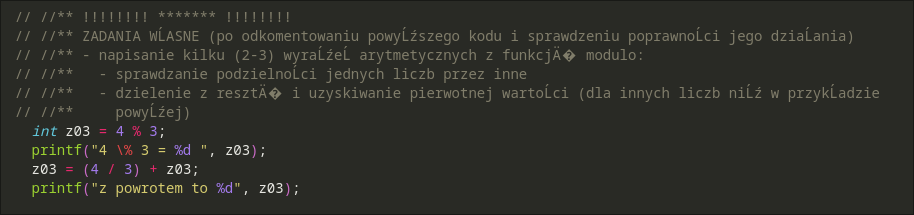 // //** !!!!!!!! ******* !!!!!!!!
// //** ZADANIA WĹASNE (po odkomentowaniu powyĹźszego kodu i sprawdzeniu poprawnoĹci jego dziaĹania)
// //** - napisanie kilku (2-3) wyraĹźeĹ arytmetycznych z funkcjÄ� modulo:
// //**   - sprawdzanie podzielnoĹci jednych liczb przez inne
// //**   - dzielenie z resztÄ� i uzyskiwanie pierwotnej wartoĹci (dla innych liczb niĹź w przykĹadzie
// //**     powyĹźej)
int z03 = 4 % 3;
printf("4 \% 3 = %d ", z03);
z03 = (4 / 3) + z03;
printf("z powrotem to %d", z03);